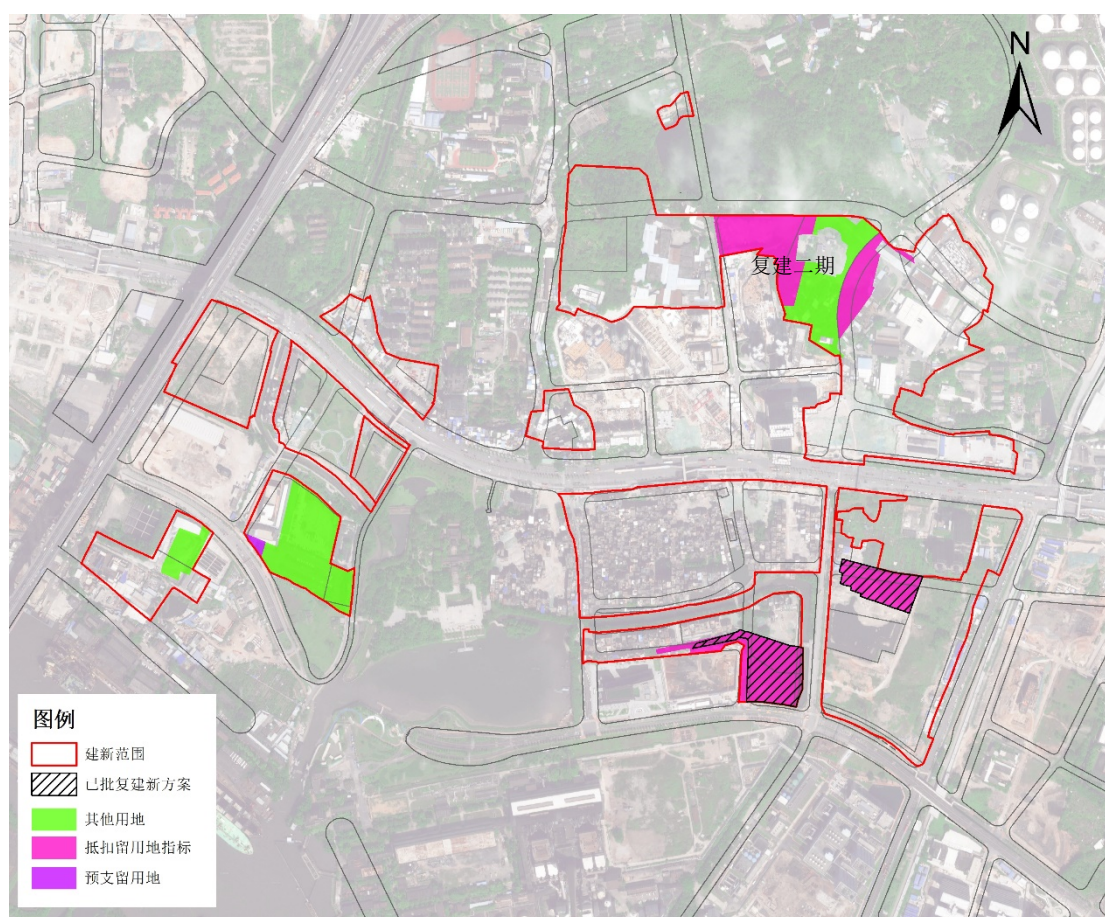 N
复建二期
图例
建新范围
已批复建新方案
其他用地
抵扣留用地指标
预支留用地